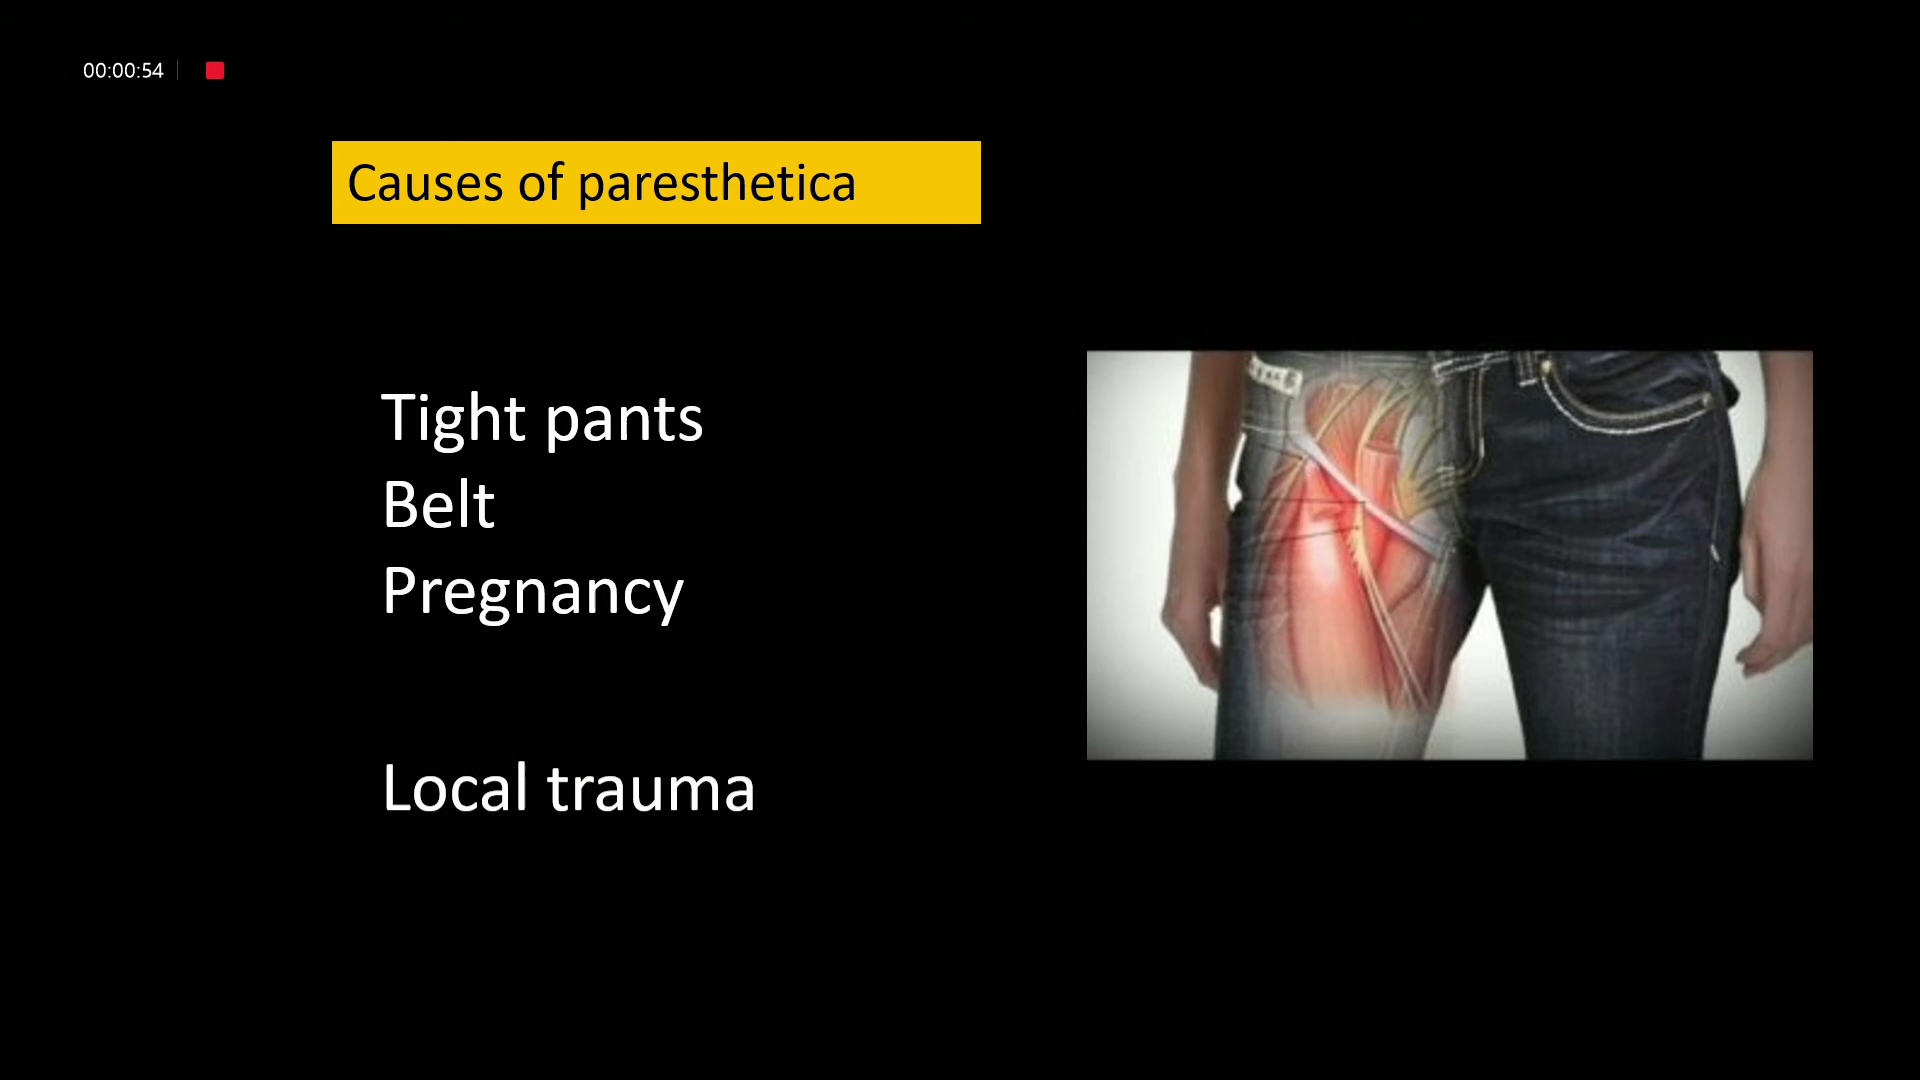 00:00:54
Causes of paresthetica
Tight pants
Belt
Pregnancy
Local trauma